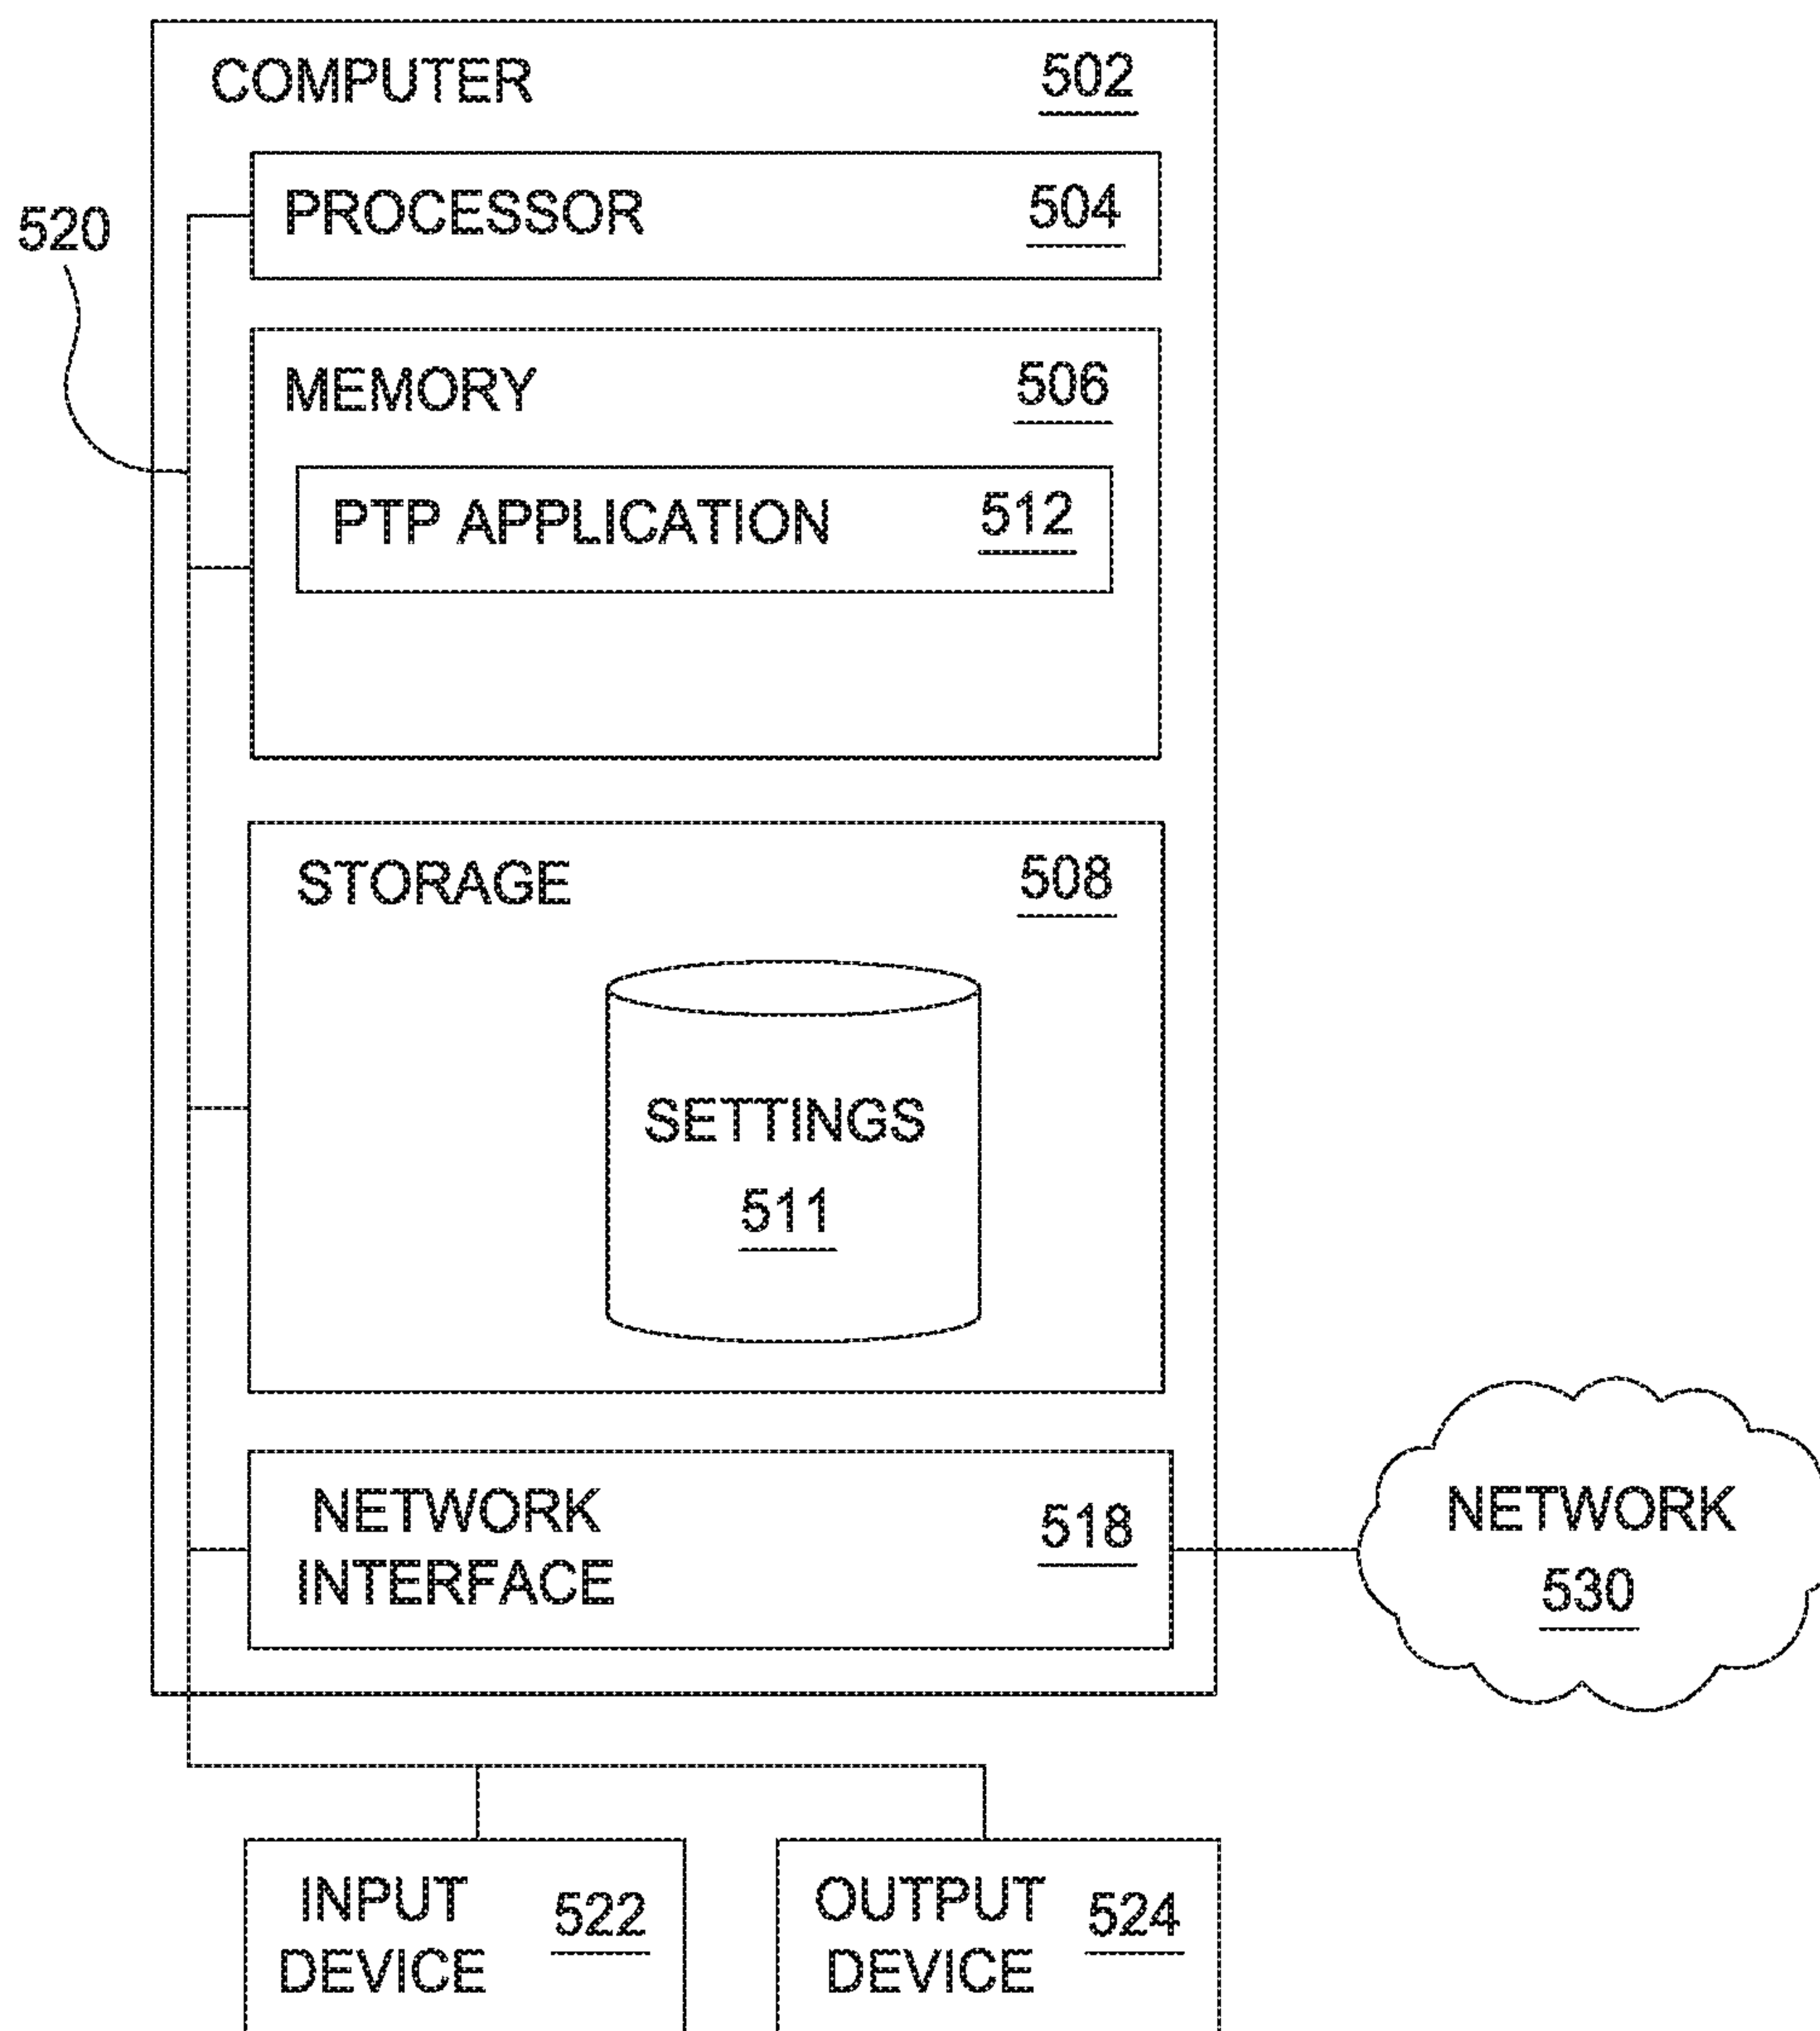 COMPUTER 502
520
PROCESSOR 504
MEMORY 506
PTP APPLICATION 512
STORAGE 508
SETTINGS
511
NETWORK
INTERFACE
518
NETWORK
530
INPUT
DEVICE
522
OUTPUT
DEVICE
524